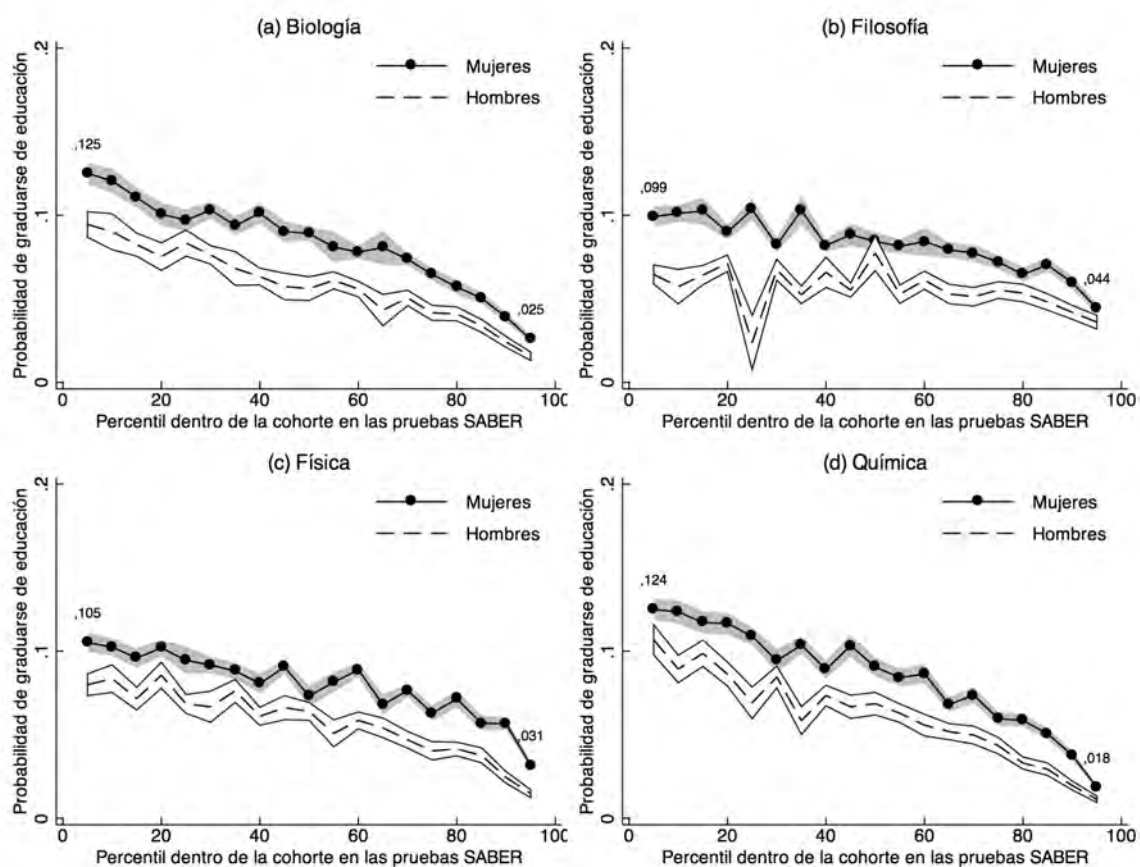 (a) Biología
Probabilidad de graduarse de educación
0 .1 .2
Mujeres
Hombres
,125
,025
0 20 40 60 80 100
Percentil dentro de la cohorte en las pruebas SABER
(b) Filosofía
Probabilidad de graduarse de educación
0 .1 .2
Mujeres
Hombres
,099
,044
0 20 40 60 80 100
Percentil dentro de la cohorte en las pruebas SABER
(c) Física
Probabilidad de graduarse de educación
0 .1 .2
Mujeres
Hombres
,105
,031
0 20 40 60 80 100
Percentil dentro de la cohorte en las pruebas SABER
(d) Química
Probabilidad de graduarse de educación
0 .1 .2
Mujeres
Hombres
,124
,018
0 20 40 60 80 100
Percentil dentro de la cohorte en las pruebas SABER